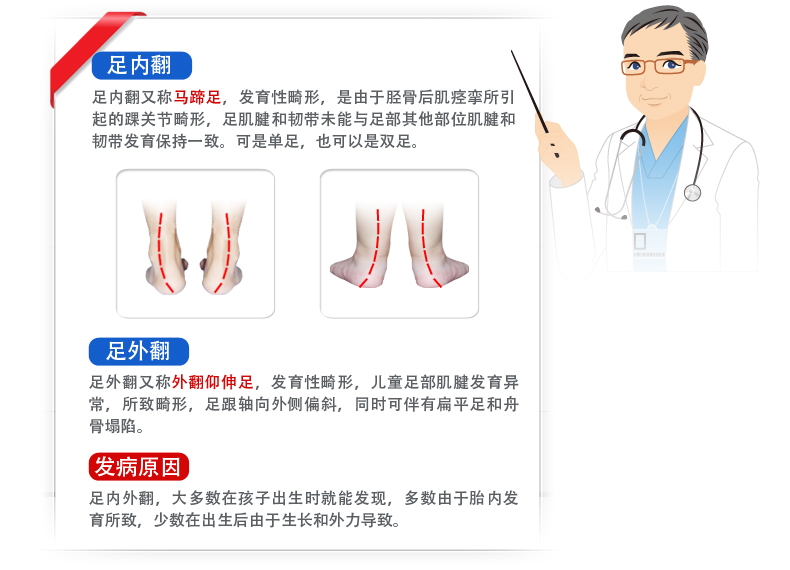 足内翻
足内翻又称马蹄足，发育性畸形，是由于胫骨后肌痉挛所引
起的踝关节畸形，足肌腱和韧带未能与足部其他部位肌腱和
韧带发育保持一致。可是单足，也可以是双足。
足外翻
足外翻又称外翻仰伸足，发育性畸形，儿童足部肌腱发育异
常，所致畸形，足跟轴向外侧偏斜，同时可伴有扁平足和舟
骨塌陷。
发病原因
足内外翻，大多数在孩子出生时就能发现，多数由于胎内发
育所致，少数在出生后由于生长和外力导致。